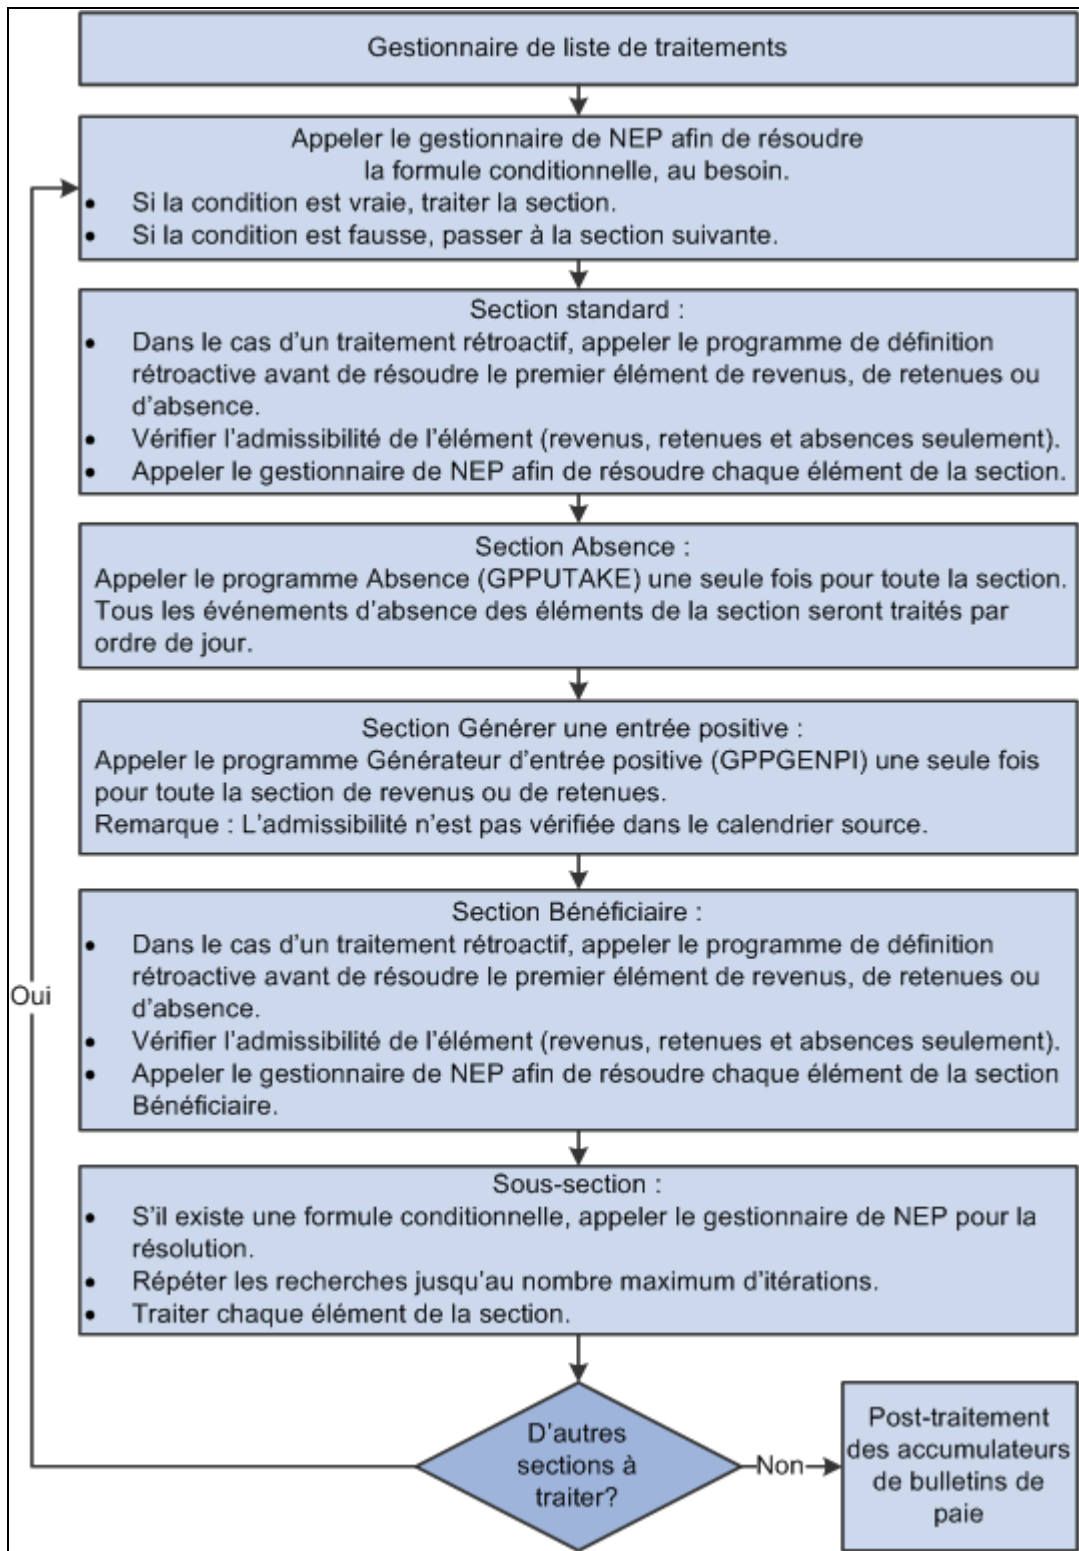 Gestionnaire de liste de traitements
Appeler le gestionnaire de NEP afin de résoudre
la formule conditionnelle, au besoin.
• Si la condition est vraie, traiter la section.
• Si la condition est fausse, passer à la section suivante.
Section standard :
• Dans le cas d’un traitement rétroactif, appeler le programme de définition
rétroactive avant de résoudre le premier élément de revenus, de retenues ou
d’absence.
• Vérifier l’admissibilité de l’élément (revenus, retenues et absences seulement).
• Appeler le gestionnaire de NEP afin de résoudre chaque élément de la section.
Section Absence :
Appeler le programme Absence (GPPUTAKE) une seule fois pour toute la section.
Tous les événements d’absence des éléments de la section seront traités par
ordre de jour.
Section Générer une entrée positive :
Appeler le programme Générateur d’entrée positive (GPPGENPI) une seule fois
pour toute la section de revenus ou de retenues.
Remarque : L’admissibilité n’est pas vérifiée dans le calendrier source.
Section Bénéficiaire :
• Dans le cas d’un traitement rétroactif, appeler le programme de définition
rétroactive avant de résoudre le premier élément de revenus, de retenues ou
d’absence.
• Vérifier l’admissibilité de l’élément (revenus, retenues et absences seulement).
• Appeler le gestionnaire de NEP afin de résoudre chaque élément de la section
Bénéficiaire.
Oui
Sous-section :
• S’il existe une formule conditionnelle, appeler le gestionnaire de NEP pour la
résolution.
• Répéter les recherches jusqu’au nombre maximum d’itérations.
• Traiter chaque élément de la section.
D’autres
sections à
traiter?
Non
Post-traitement
des accumulateurs
de bulletins de
paie